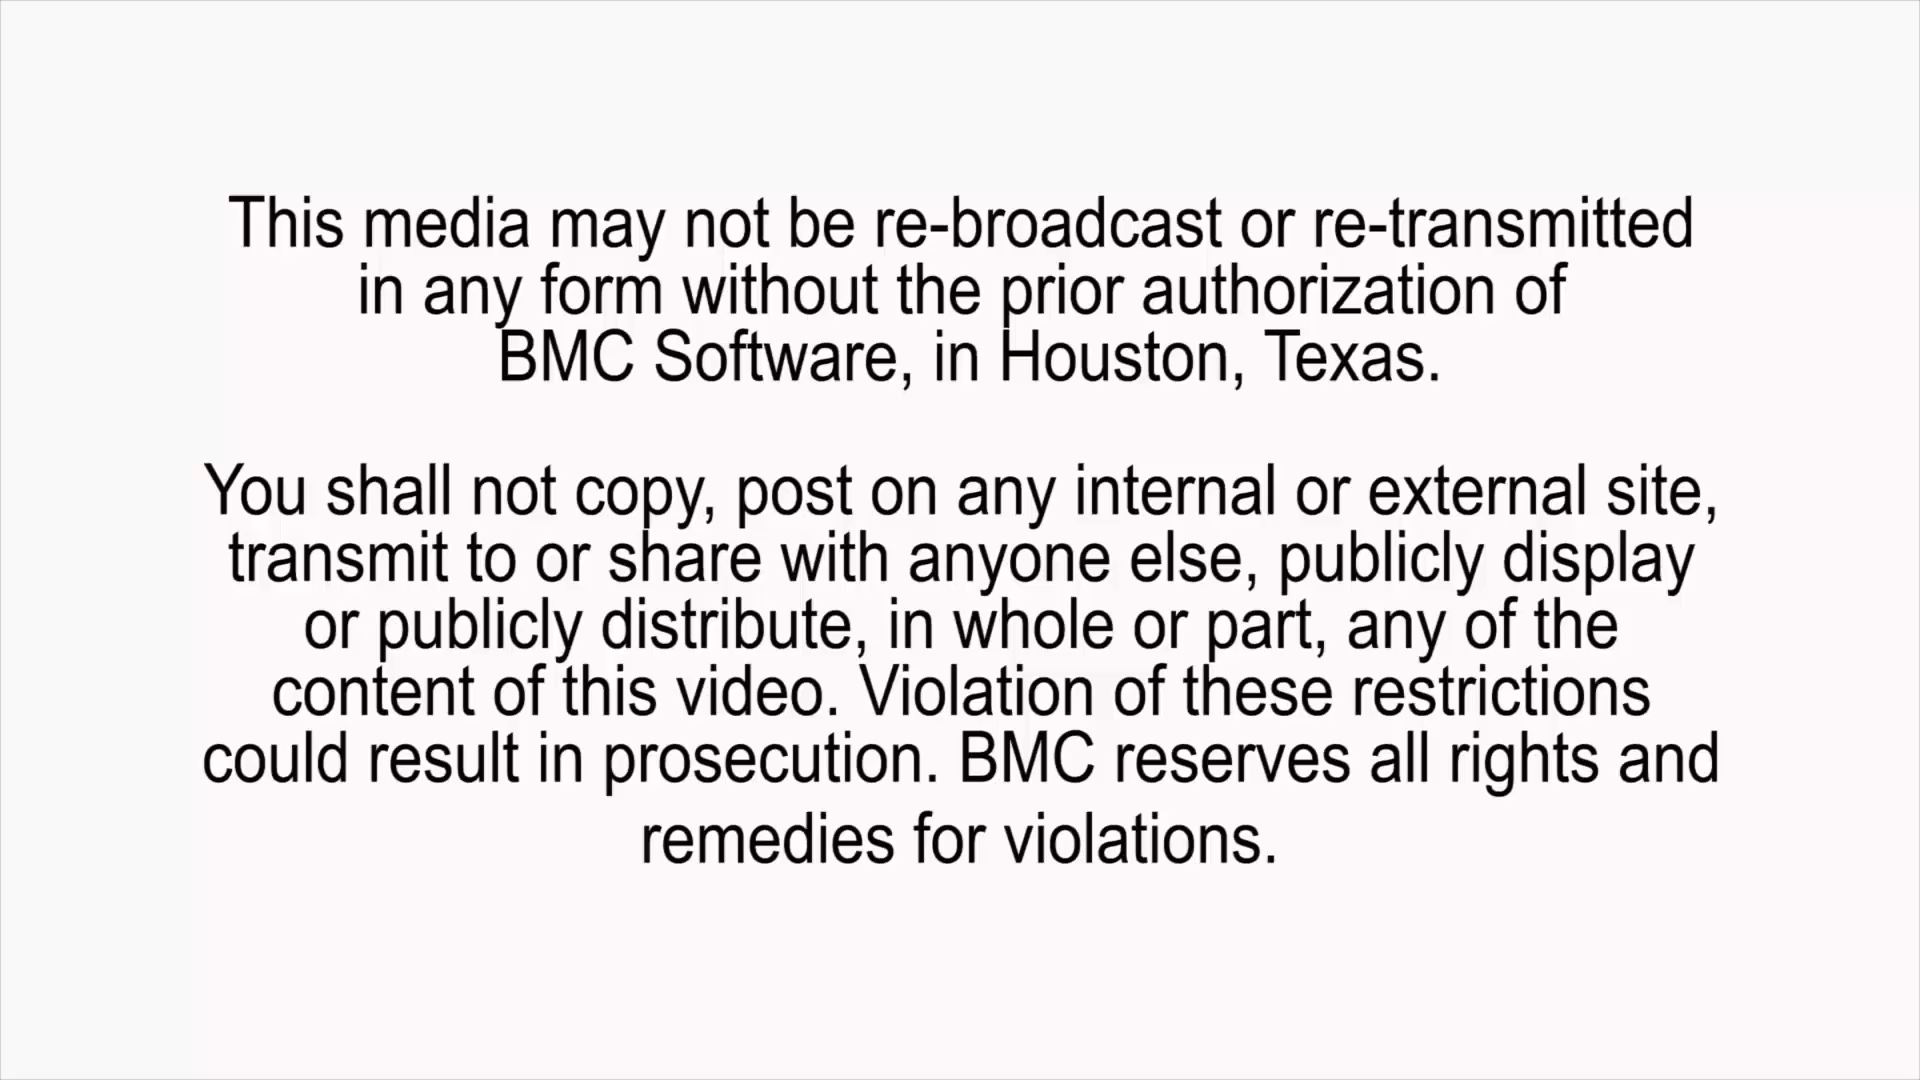 This media may not be re-broadcast or re-transmitted
in any form without the prior authorization of
BMC Software, in Houston, Texas.
You shall not copy, post on any internal or external site,
transmit to or share with anyone else, publicly display
or publicly distribute, in whole or part, any of the
content of this video. Violation of these restrictions
could result in prosecution. BMC reserves all rights and
remedies for violations.